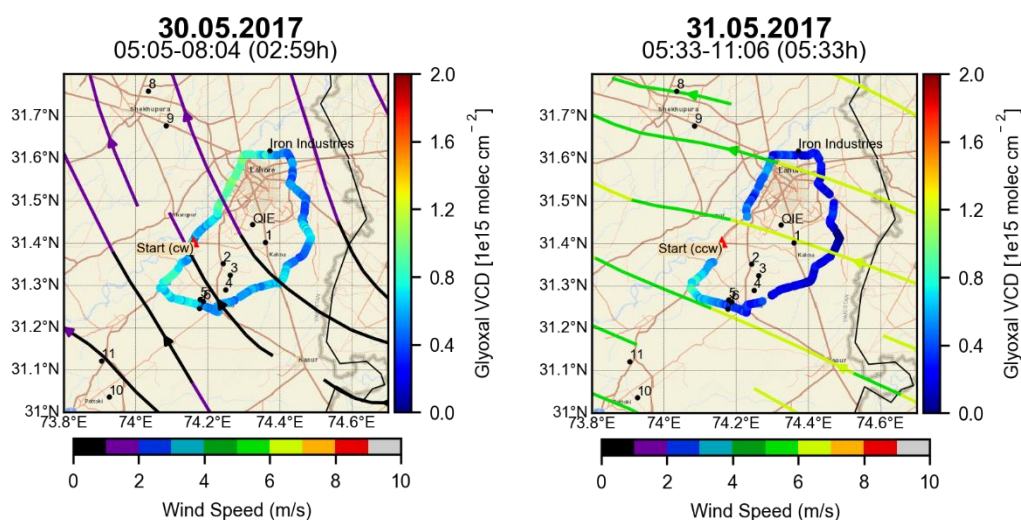 30.05.2017
05:05-08:04 (02:59h)
31.7°N
31.6°N
31.5°N
31.4°N
31.3°N
31.2°N
31.1°N
31°N
73.8°E
74°E
74.2°E
74.4°E
74.6°E
8
Shekhupura
9
Iron Industries
Lahore
QIE
1
Start (cw)
2
3
4
5
6
Kasur
11
10
Pattoki
2.0
1.6
1.2
0.8
0.4
0.0
Glyoxal VCD [1e15 molec cm⁻²]
0 2 4 6 8 10
Wind Speed (m/s)
31.05.2017
05:33-11:06 (05:33h)
31.7°N
31.6°N
31.5°N
31.4°N
31.3°N
31.2°N
31.1°N
31°N
73.8°E
74°E
74.2°E
74.4°E
74.6°E
8
Shekhupura
9
Iron Industries
Lahore
QIE
1
Start (ccw)
2
3
4
5
6
11
10
Pattoki
2.0
1.6
1.2
0.8
0.4
0.0
Glyoxal VCD [1e15 molec cm⁻²]
0 2 4 6 8 10
Wind Speed (m/s)